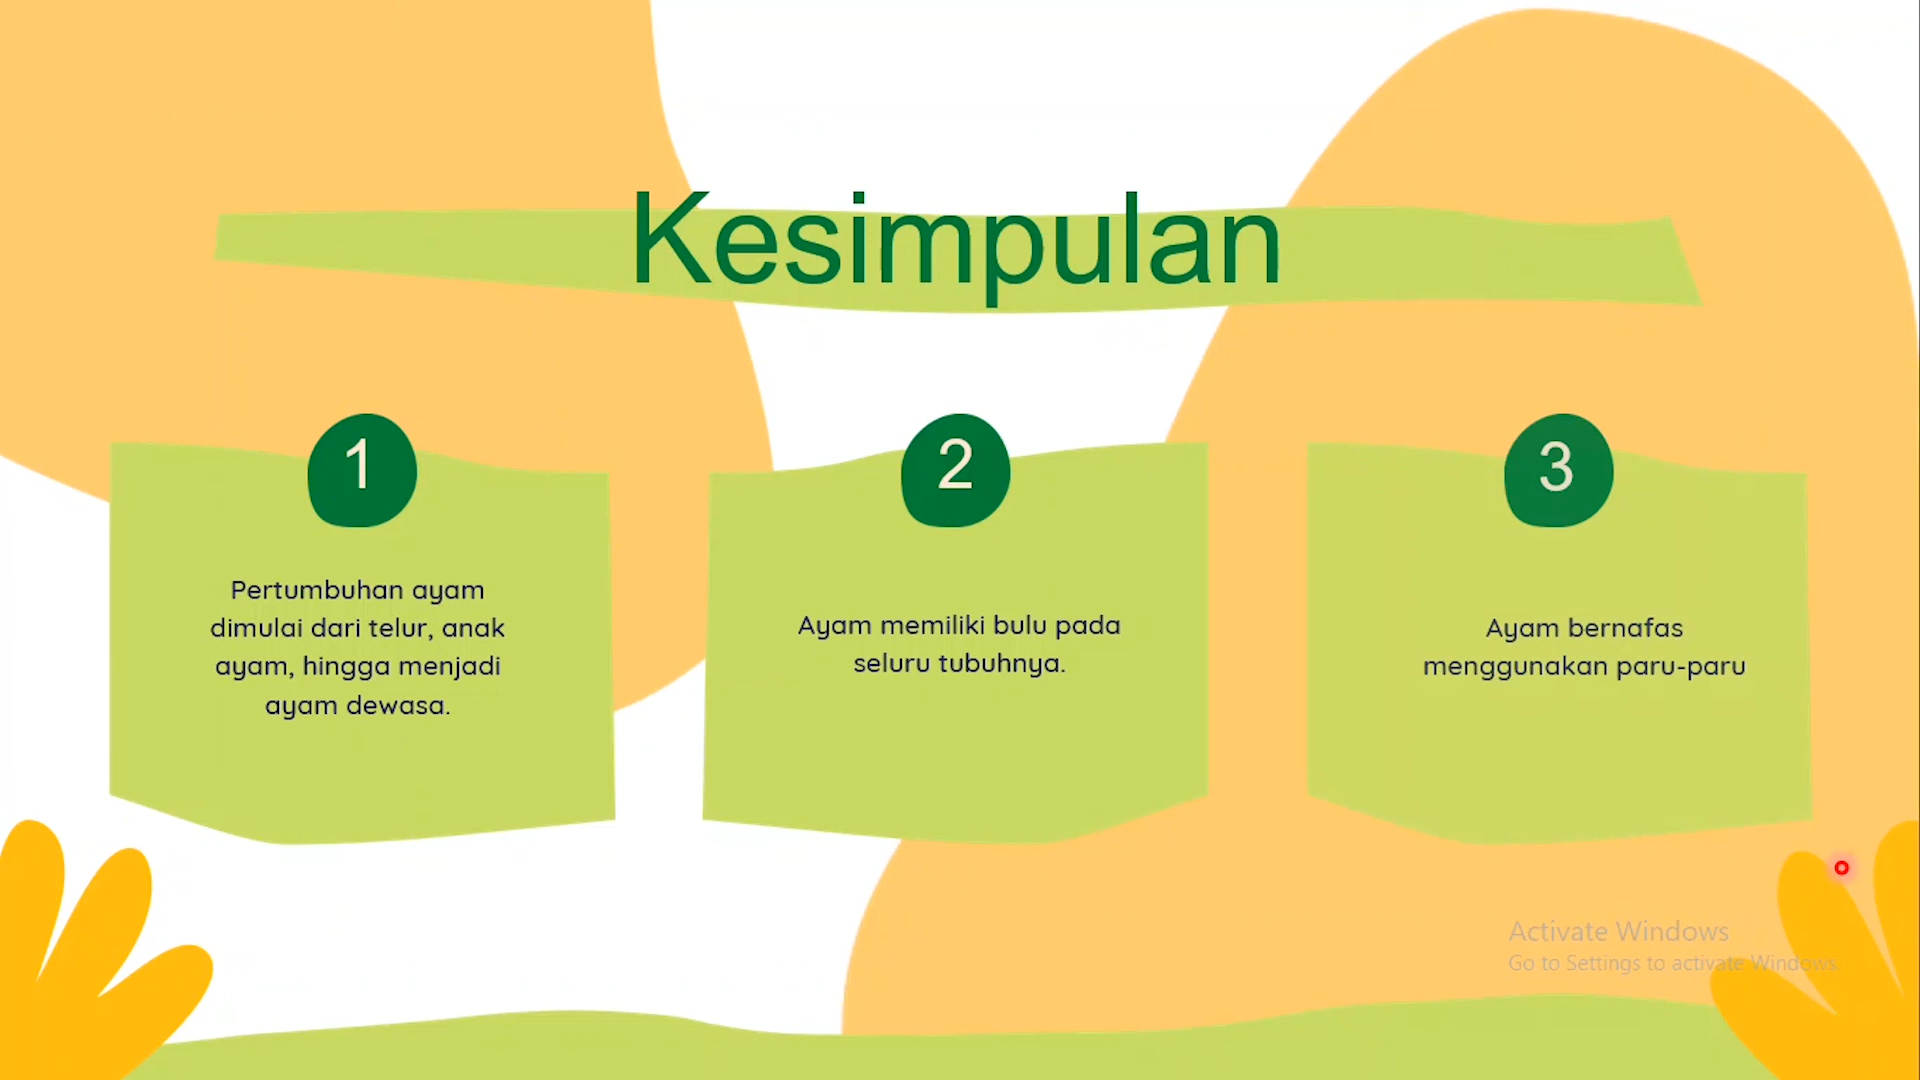 Kesimpulan
1
Pertumbuhan ayam
dimulai dari telur, anak
ayam, hingga menjadi
ayam dewasa.
2
Ayam memiliki bulu pada
seluru tubuhnya.
3
Ayam bernafas
menggunakan paru-paru
Activate Windows
Go to Settings to activate Windows.